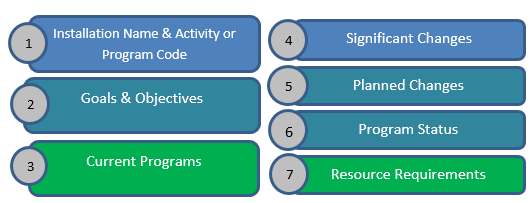 1
Installation Name & Activity or
Program Code
2
Goals & Objectives
3
Current Programs
4
Significant Changes
5
Planned Changes
6
Program Status
7
Resource Requirements